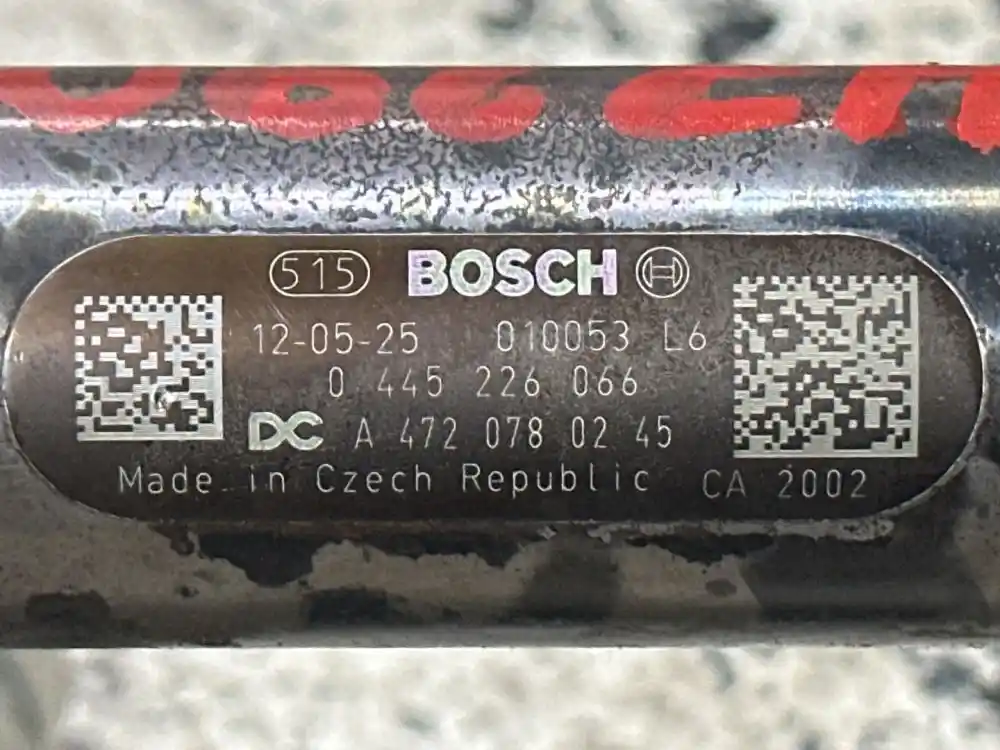 515 BOSCH
12-05-25 010053 L6
0 445 226 066
DC A 472 078 02 45
Made in Czech Republic CA 2002